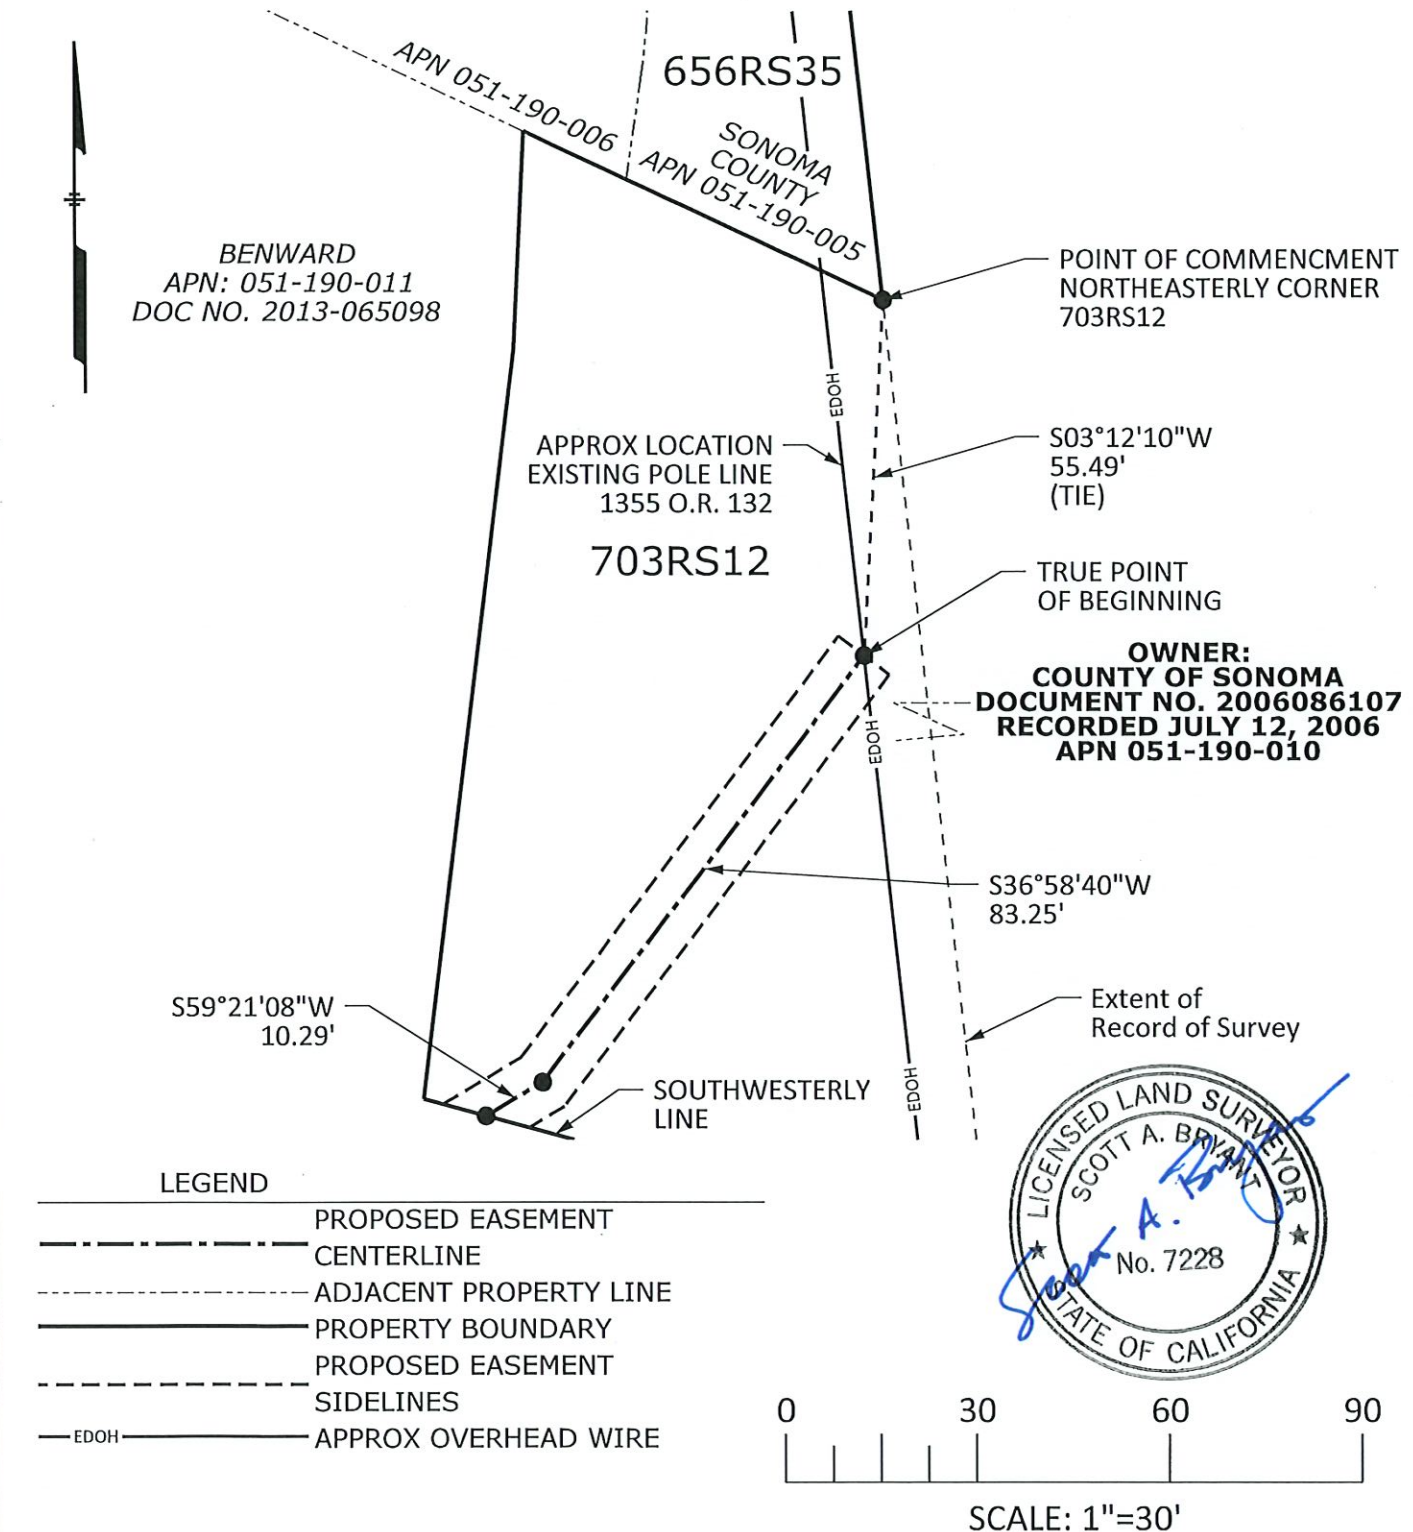 APN 051-190-006
656RS35
SONOMA
COUNTY
APN 051-190-005
BENWARD
APN: 051-190-011
DOC NO. 2013-065098
POINT OF COMMENCMENT
NORTHEASTERLY CORNER
703RS12
EDOH
APPROX LOCATION
EXISTING POLE LINE
1355 O.R. 132
S03°12'10"W
55.49'
(TIE)
703RS12
TRUE POINT
OF BEGINNING
OWNER:
COUNTY OF SONOMA
DOCUMENT NO. 2006086107
RECORDED JULY 12, 2006
APN 051-190-010
EDOH
S36°58'40"W
83.25'
S59°21'08"W
10.29'
Extent of
Record of Survey
SOUTHWESTERLY
LINE
EDOH
LICENSED LAND SURVEYOR
SCOTT A. BRYANT
Scott A. Bryant
No. 7228
STATE OF CALIFORNIA
LEGEND
PROPOSED EASEMENT
CENTERLINE
ADJACENT PROPERTY LINE
PROPERTY BOUNDARY
PROPOSED EASEMENT
SIDELINES
EDOH APPROX OVERHEAD WIRE
0 30 60 90
SCALE: 1"=30'